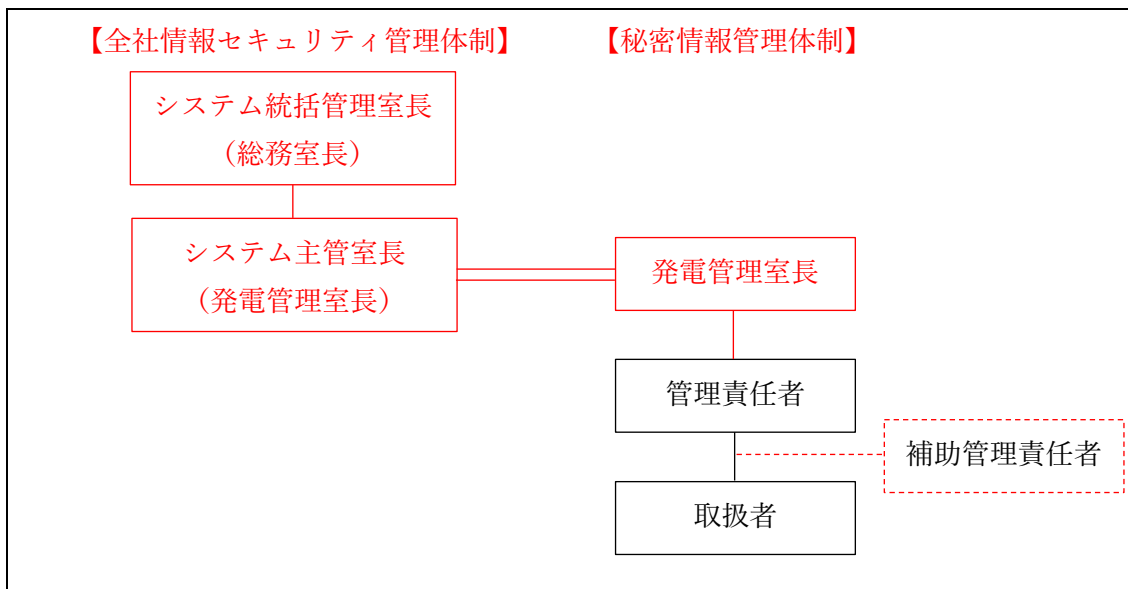 【全社情報セキュリティ管理体制】
【秘密情報管理体制】
システム統括管理室長
（総務室長）
システム主管室長
（発電管理室長）
発電管理室長
管理責任者
補助管理責任者
取扱者